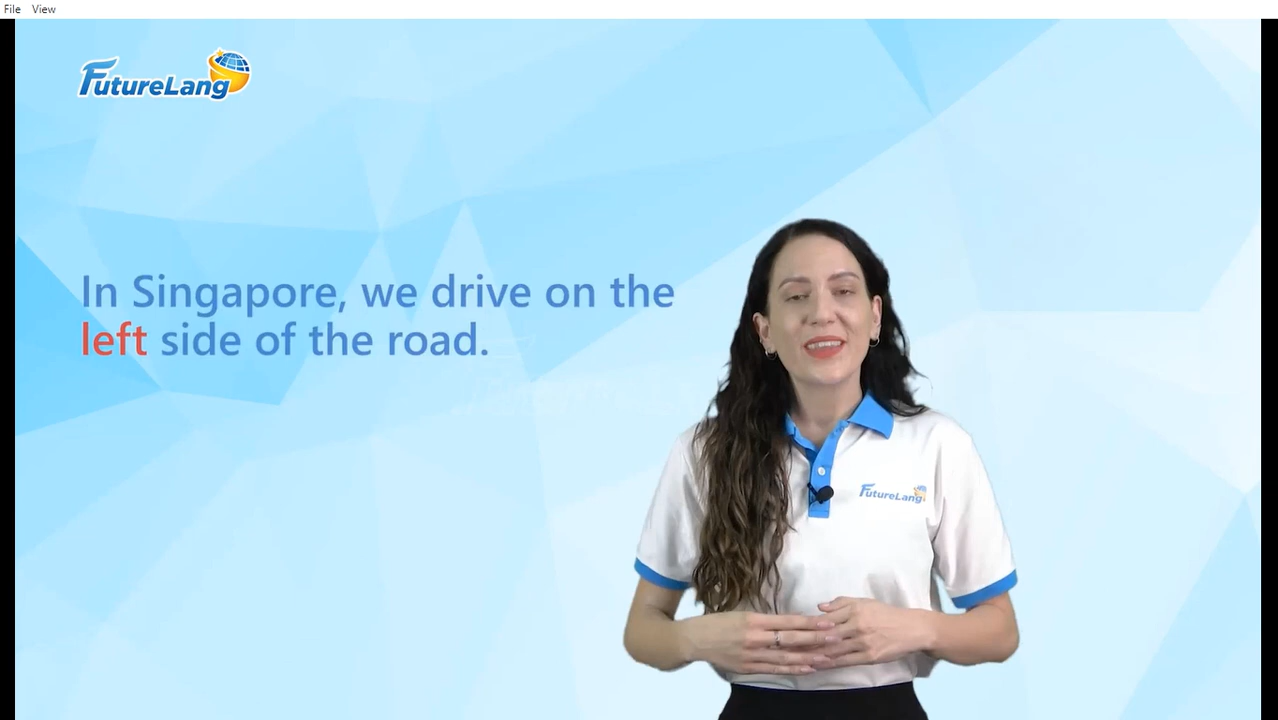 File View
FutureLang
In Singapore, we drive on the
left side of the road.
FutureLang